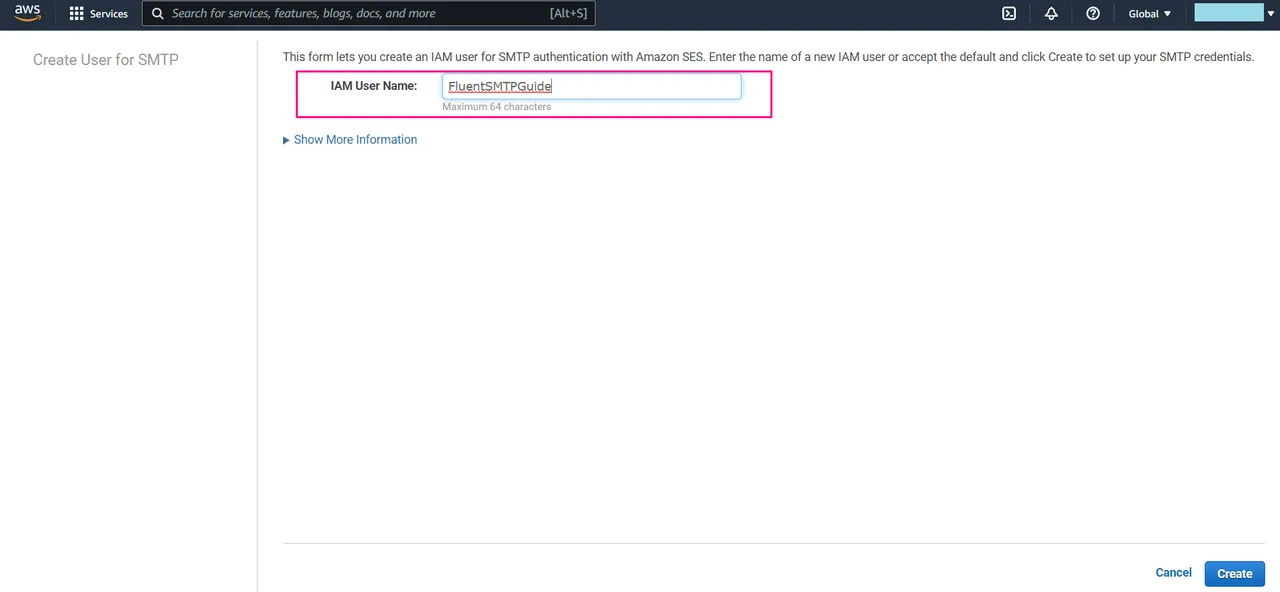 aws
Services
Search for services, features, blogs, docs, and more [Alt+S]
Global
Create User for SMTP
This form lets you create an IAM user for SMTP authentication with Amazon SES. Enter the name of a new IAM user or accept the default and click Create to set up your SMTP credentials.
IAM User Name: FluentSMTPGuide
Maximum 64 characters
Show More Information
Cancel Create